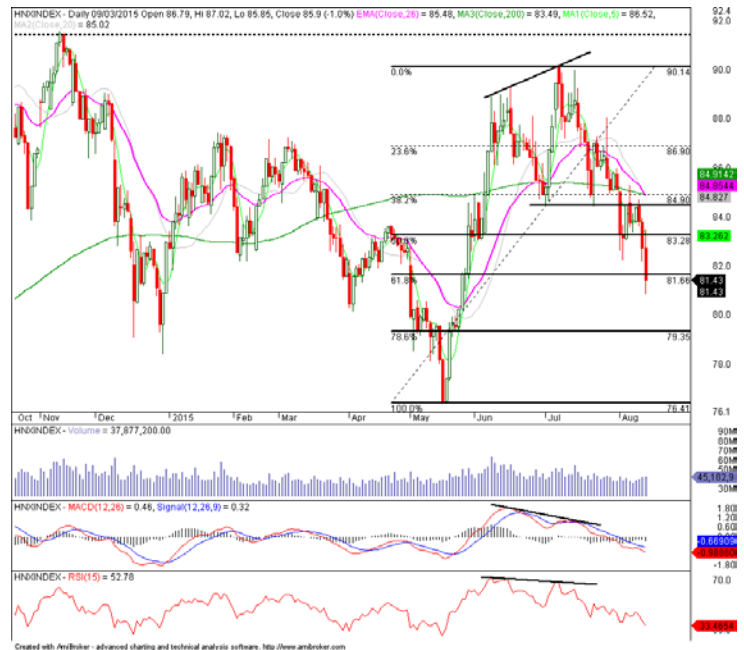 HNXINDEX - Daily 09/03/2015 Open 86.79, Hi 87.02, Lo 85.85, Close 85.9 (-1.0%) EMA(Close,26) = 85.48, MA3(Close,200) = 83.49, MA1(Close,5) = 86.52,
MA2(Close,20) = 85.02
92.4
92.0
90.0
88.0
84.9142
84.8544
84.827
84.0
83.262
82.0
81.43
81.43
80.0
78.0
76.1
0.0% 90.14
23.6% 86.90
38.2% 84.90
83.28
61.8% 81.66
78.6% 79.35
100.0% 76.41
Oct Nov Dec 2015 Feb Mar Apr May Jun Jul Aug
HNXINDEX - Volume = 37,877,200.00
90M
80M
70M
60M
45,182,9
30M
HNXINDEX - MACD(12,26) = 0.46, Signal(12,26,9) = 0.32
1.80
1.20
-1.80
HNXINDEX - RSI(15) = 52.78
70.0
33.4654
Created with AmiBroker - advanced charting and technical analysis software. http://www.amibroker.com